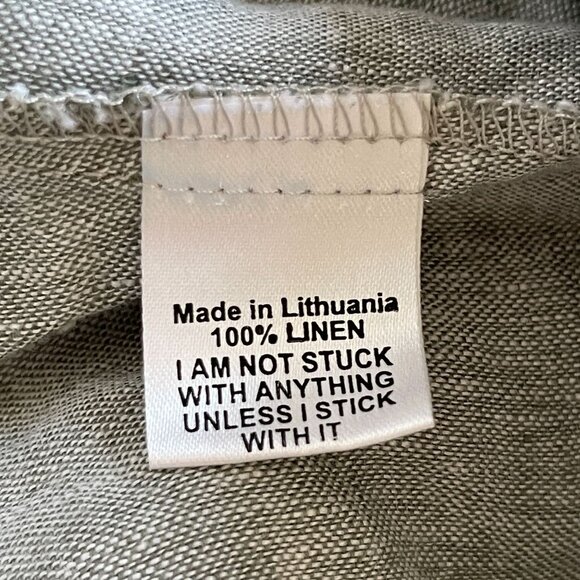 Made in Lithuania
100% LINEN
I AM NOT STUCK
WITH ANYTHING
UNLESS I STICK
WITH IT